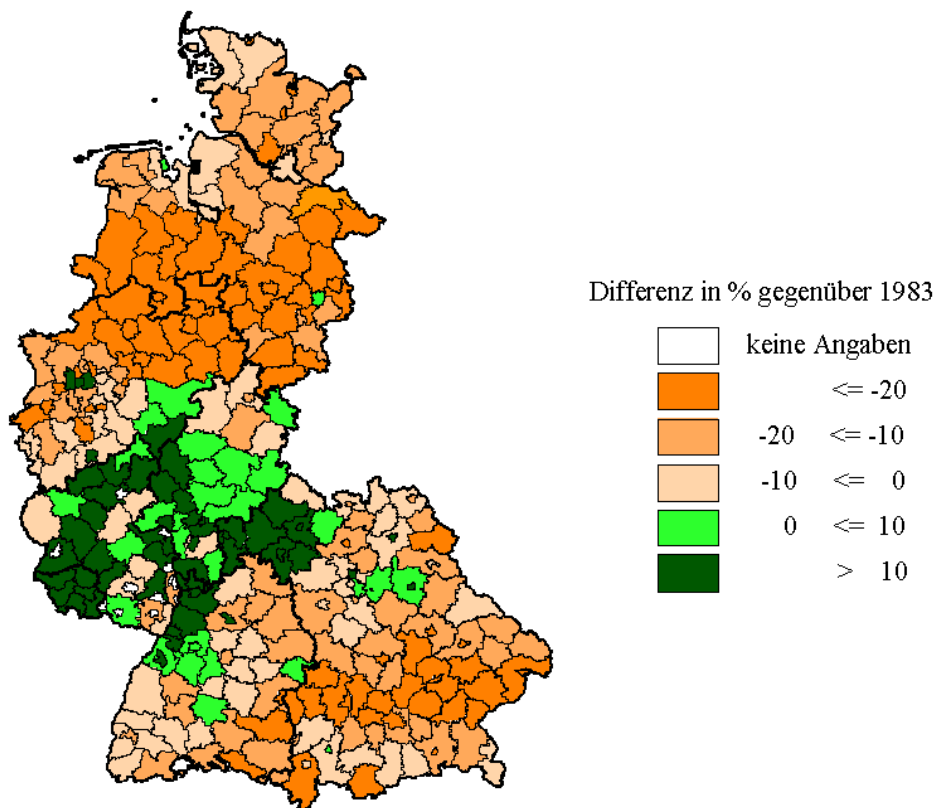 Differenz in % gegenüber 1983
keine Angaben
<= -20
-20 <= -10
-10 <= 0
0 <= 10
> 10